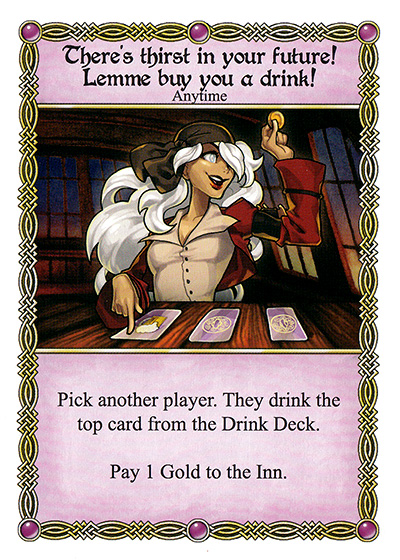 There's thirst in your future!
Lemme buy you a drink!
Anytime
Pick another player. They drink the
top card from the Drink Deck.
Pay 1 Gold to the Inn.